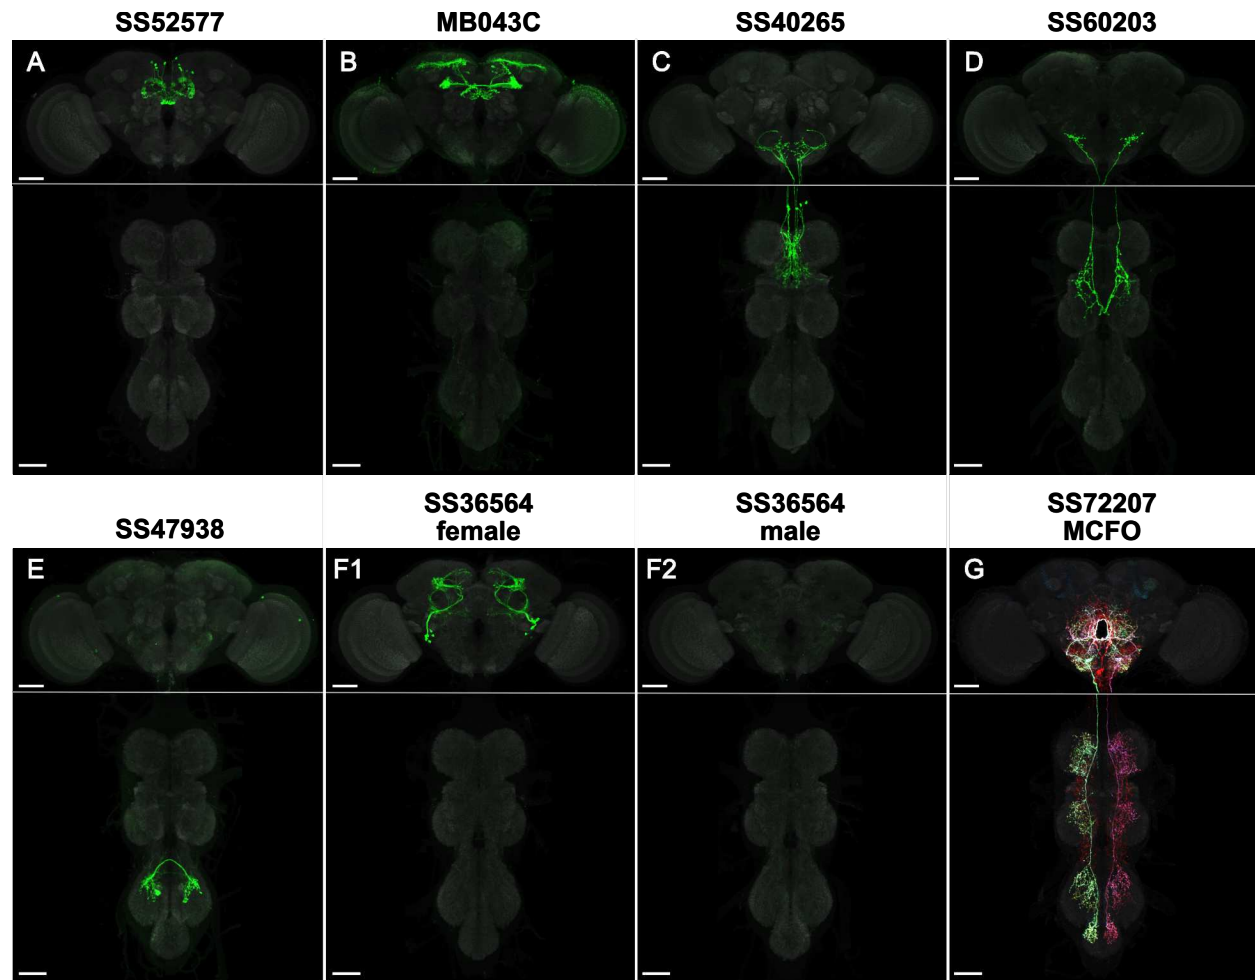 SS52577
MB043C
SS40265
SS60203
A
B
C
D
SS47938
SS36564
female
SS36564
male
SS72207
MCFO
E
F1
F2
G